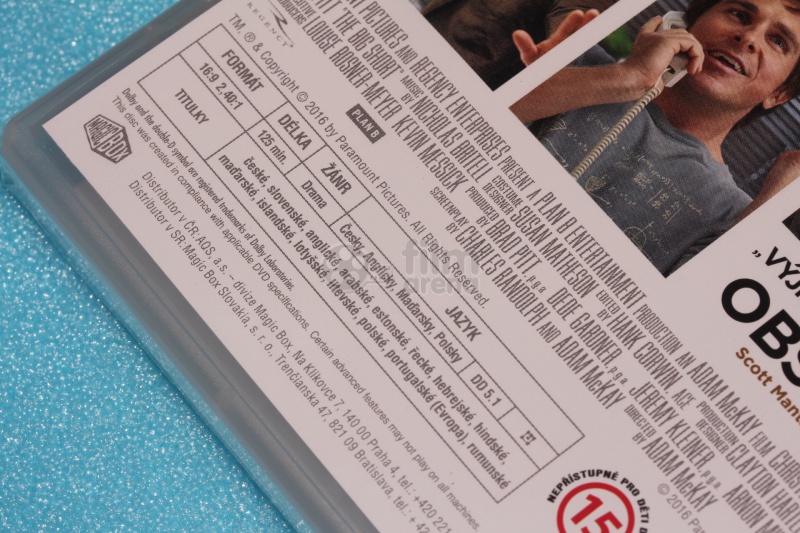 REGENCY
PICTURES AND REGENCY ENTERPRISES PRESENT A PLAN B ENTERTAINMENT PRODUCTION AN ADAM McKAY FILM CHRIS
"THE BIG SHORT" MUSIC BY NICHOLAS BRITELL COSTUME DESIGNER SUSAN MATHESON EDITED BY HANK CORWIN ACE PRODUCTION DESIGNER CLAYTON
LOUISE ROSNER-MEYER KEVIN MESSICK PRODUCED BY BRAD PITT, p.g.a. DEDE GARDNER, p.g.a. JEREMY KLEINER, p.g.a. ARNON
SCREENPLAY BY CHARLES RANDOLPH AND ADAM McKAY DIRECTED BY ADAM McKAY
PLAN B
© 2016 Para
TM, ® & Copyright © 2016 by Paramount Pictures. All Rights Reserved.
FORMÁT DÉLKA ŽÁNR JAZYK
16:9 2,40:1 125 min. Drama Česky, Anglicky, Maďarsky, Polsky DD 5.1
TITULKY
české, slovenské, anglické, arabské, estonské, řecké, hebrejské, hindské,
maďarské, islandské, lotyšské, litevské, polské, portugalské (Evropa), rumunské
Dolby and the double-D symbol are registered trademarks of Dolby Laboratories.
This disc was created in compliance with applicable DVD specifications. Certain advanced features may not play on all machines.
MAGIC BOX
Distributor v ČR: AQS, a.s. – divize Magic Box, Na Klikovce 7, 140 00 Praha 4, tel.: +420
Distributor v SR: Magic Box Slovakia, s. r. o., Trenčianska 47, 821 09 Bratislava, tel.: +
NEPŘÍSTUPNÉ PRO DĚTI
15
„VÝJ
OBS
Scott Man
film
arena